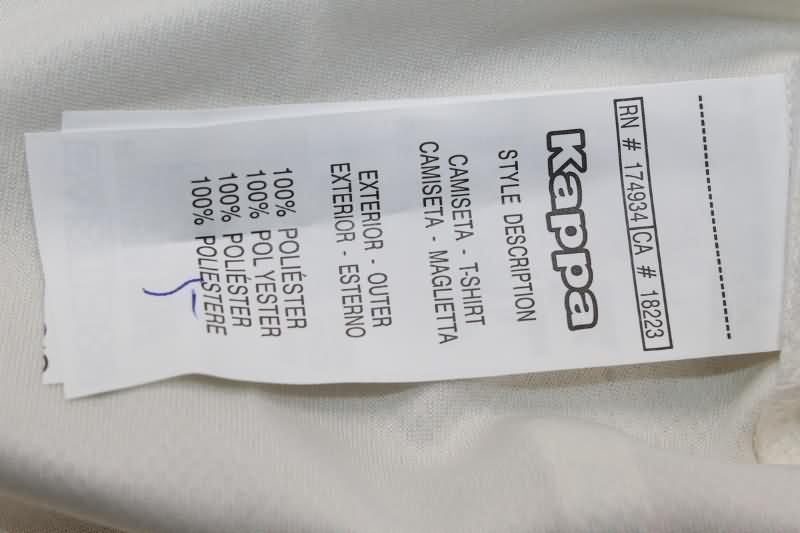 RN # 174934 CA # 18223
Kappa
STYLE DESCRIPTION
CAMISETA - T-SHIRT
CAMISETA - MAGLIETTA
EXTERIOR - OUTER
EXTERIOR - ESTERNO
100% POLIÉSTER
100% POLYESTER
100% POLIÉSTER
100% POLIESTERE